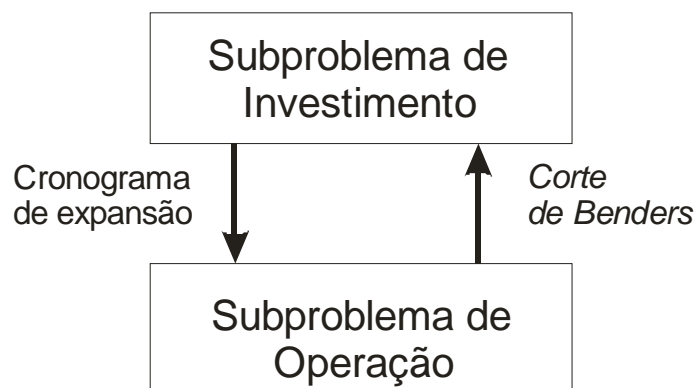 Subproblema de
Investimento
Cronograma
de expansão
Corte
de Benders
Subproblema de
Operação